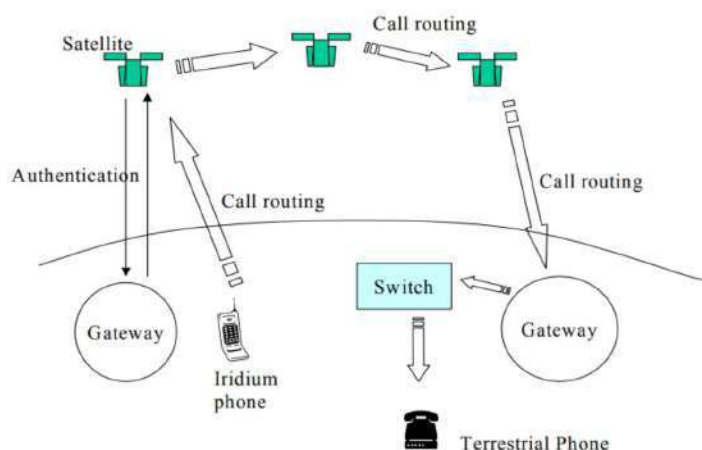 Call routing
Satellite
Authentication
Call routing
Call routing
Switch
Gateway
Gateway
Iridium
phone
Terrestrial Phone